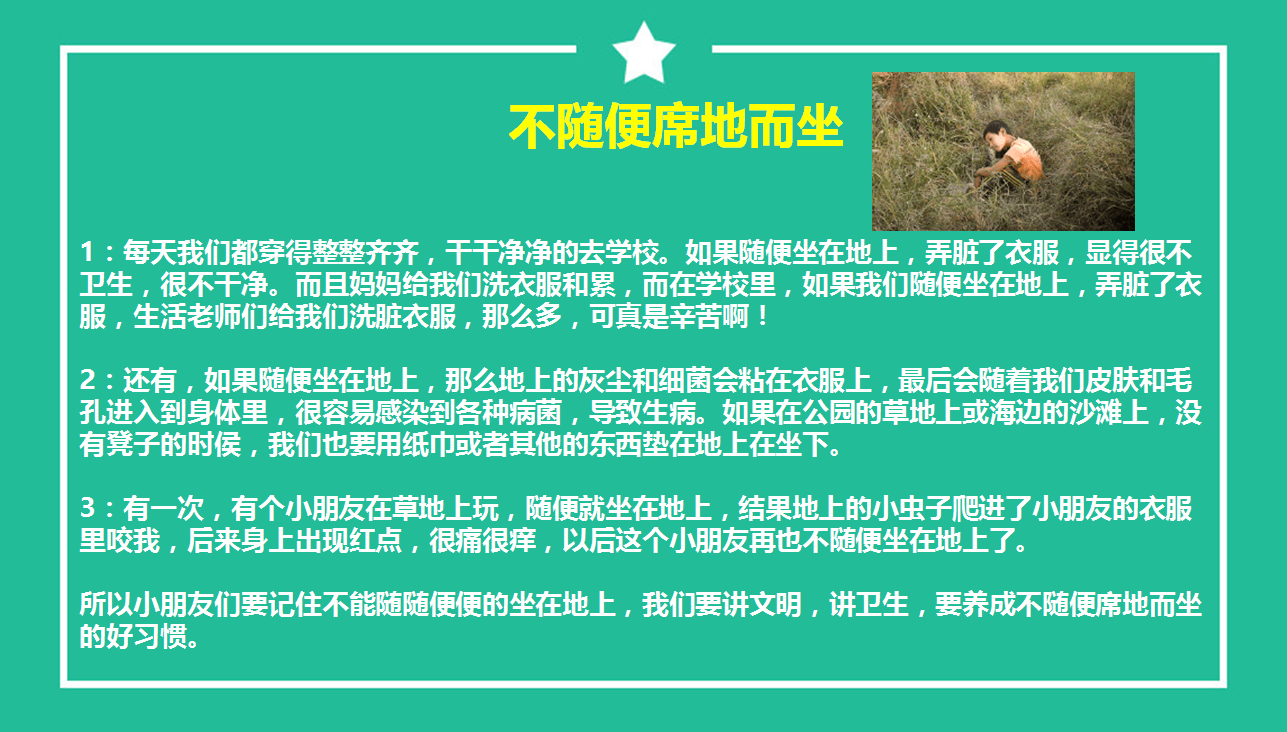 不随便席地而坐
1：每天我们都穿得整整齐齐，干干净净的去学校。如果随便坐在地上，弄脏了衣服，显得很不
卫生，很不干净。而且妈妈给我们洗衣服和累，而在学校里，如果我们随便坐在地上，弄脏了衣
服，生活老师们给我们洗脏衣服，那么多，可真是辛苦啊！
2：还有，如果随便坐在地上，那么地上的灰尘和细菌会粘在衣服上，最后会随着我们皮肤和毛
孔进入到身体里，很容易感染到各种病菌，导致生病。如果在公园的草地上或海边的沙滩上，没
有凳子的时侯，我们也要用纸巾或者其他的东西垫在地上在坐下。
3：有一次，有个小朋友在草地上玩，随便就坐在地上，结果地上的小虫子爬进了小朋友的衣服
里咬我，后来身上出现红点，很痛很痒，以后这个小朋友再也不随便坐在地上了。
所以小朋友们要记住不能随随便便的坐在地上，我们要讲文明，讲卫生，要养成不随便席地而坐
的好习惯。